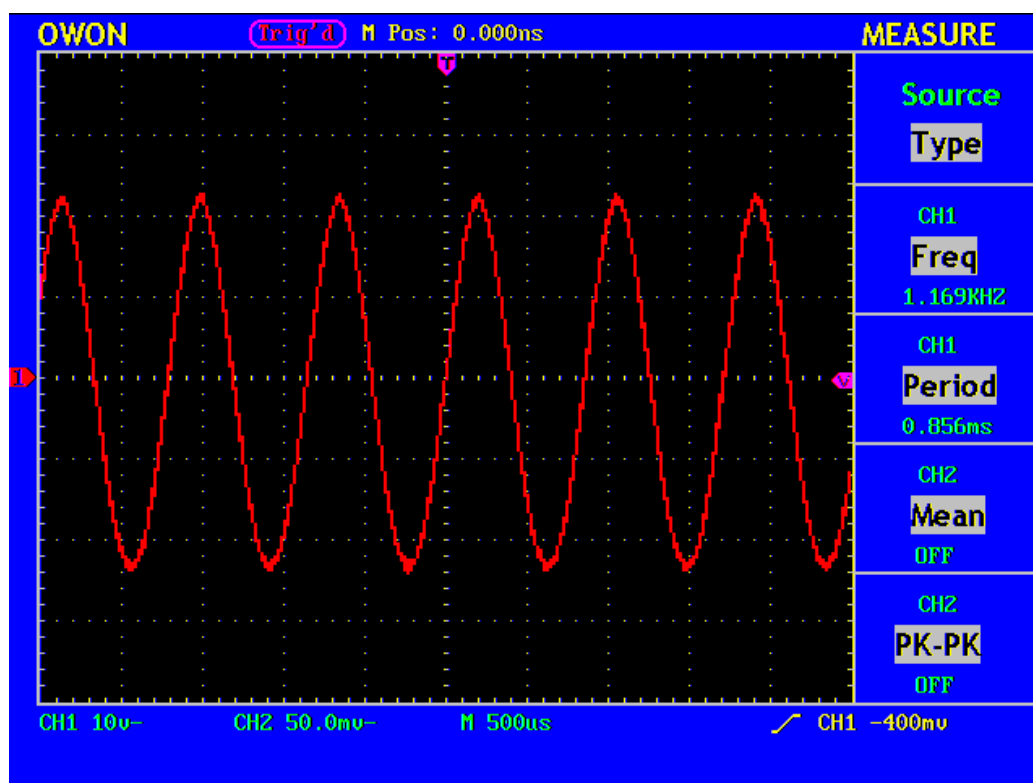 OWON Trig'd M Pos: 0.000ns MEASURE
T
Source
Type
CH1
Freq
1.169KHZ
1
V
CH1
Period
0.856ms
CH2
Mean
OFF
CH2
PK-PK
OFF
CH1 10v- CH2 50.0mv- M 500us CH1 -400mv